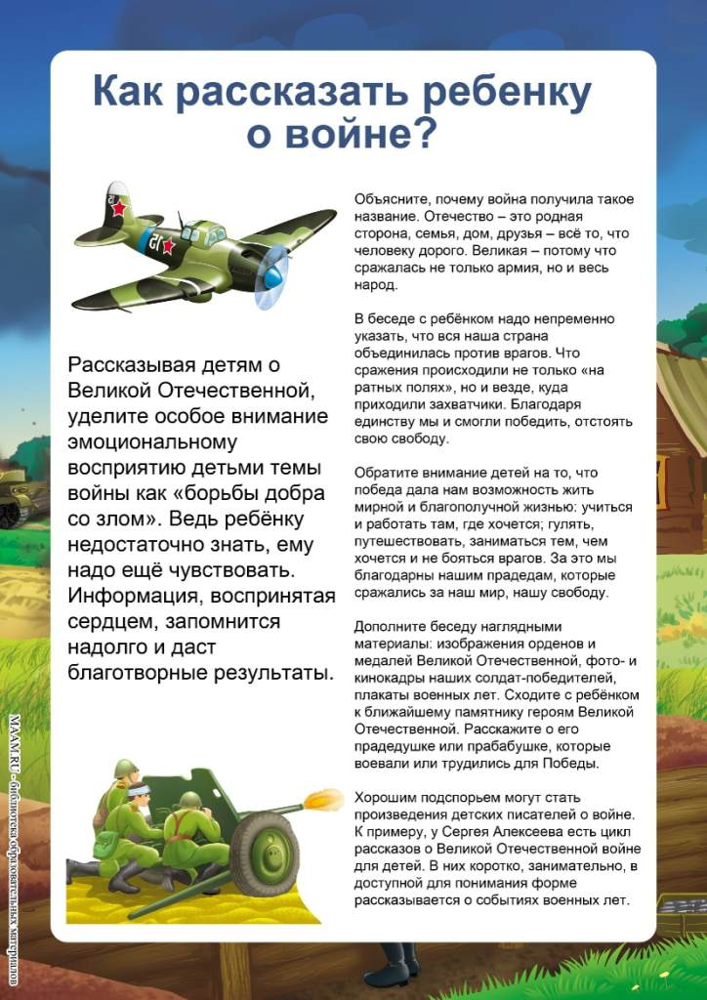 Как рассказать ребенку
о войне?
15
15
Рассказывая детям о
Великой Отечественной,
уделите особое внимание
эмоциональному
восприятию детьми темы
войны как «борьбы добра
со злом». Ведь ребёнку
недостаточно знать, ему
надо ещё чувствовать.
Информация, воспринятая
сердцем, запомнится
надолго и даст
благотворные результаты.
Объясните, почему война получила такое
название. Отечество – это родная
сторона, семья, дом, друзья – всё то, что
человеку дорого. Великая – потому что
сражалась не только армия, но и весь
народ.
В беседе с ребёнком надо непременно
указать, что вся наша страна
объединилась против врагов. Что
сражения происходили не только «на
ратных полях», но и везде, куда
приходили захватчики. Благодаря
единству мы и смогли победить, отстоять
свою свободу.
Обратите внимание детей на то, что
победа дала нам возможность жить
мирной и благополучной жизнью: учиться
и работать там, где хочется; гулять,
путешествовать, заниматься тем, чем
хочется и не бояться врагов. За это мы
благодарны нашим прадедам, которые
сражались за наш мир, нашу свободу.
Дополните беседу наглядными
материалы: изображения орденов и
медалей Великой Отечественной, фото- и
кинокадры наших солдат-победителей,
плакаты военных лет. Сходите с ребёнком
к ближайшему памятнику героям Великой
Отечественной. Расскажите о его
прадедушке или прабабушке, которые
воевали или трудились для Победы.
Хорошим подспорьем могут стать
произведения детских писателей о войне.
К примеру, у Сергея Алексеева есть цикл
рассказов о Великой Отечественной войне
для детей. В них коротко, занимательно, в
доступной для понимания форме
рассказывается о событиях военных лет.
MAAM.RU - библиотека образовательных материалов